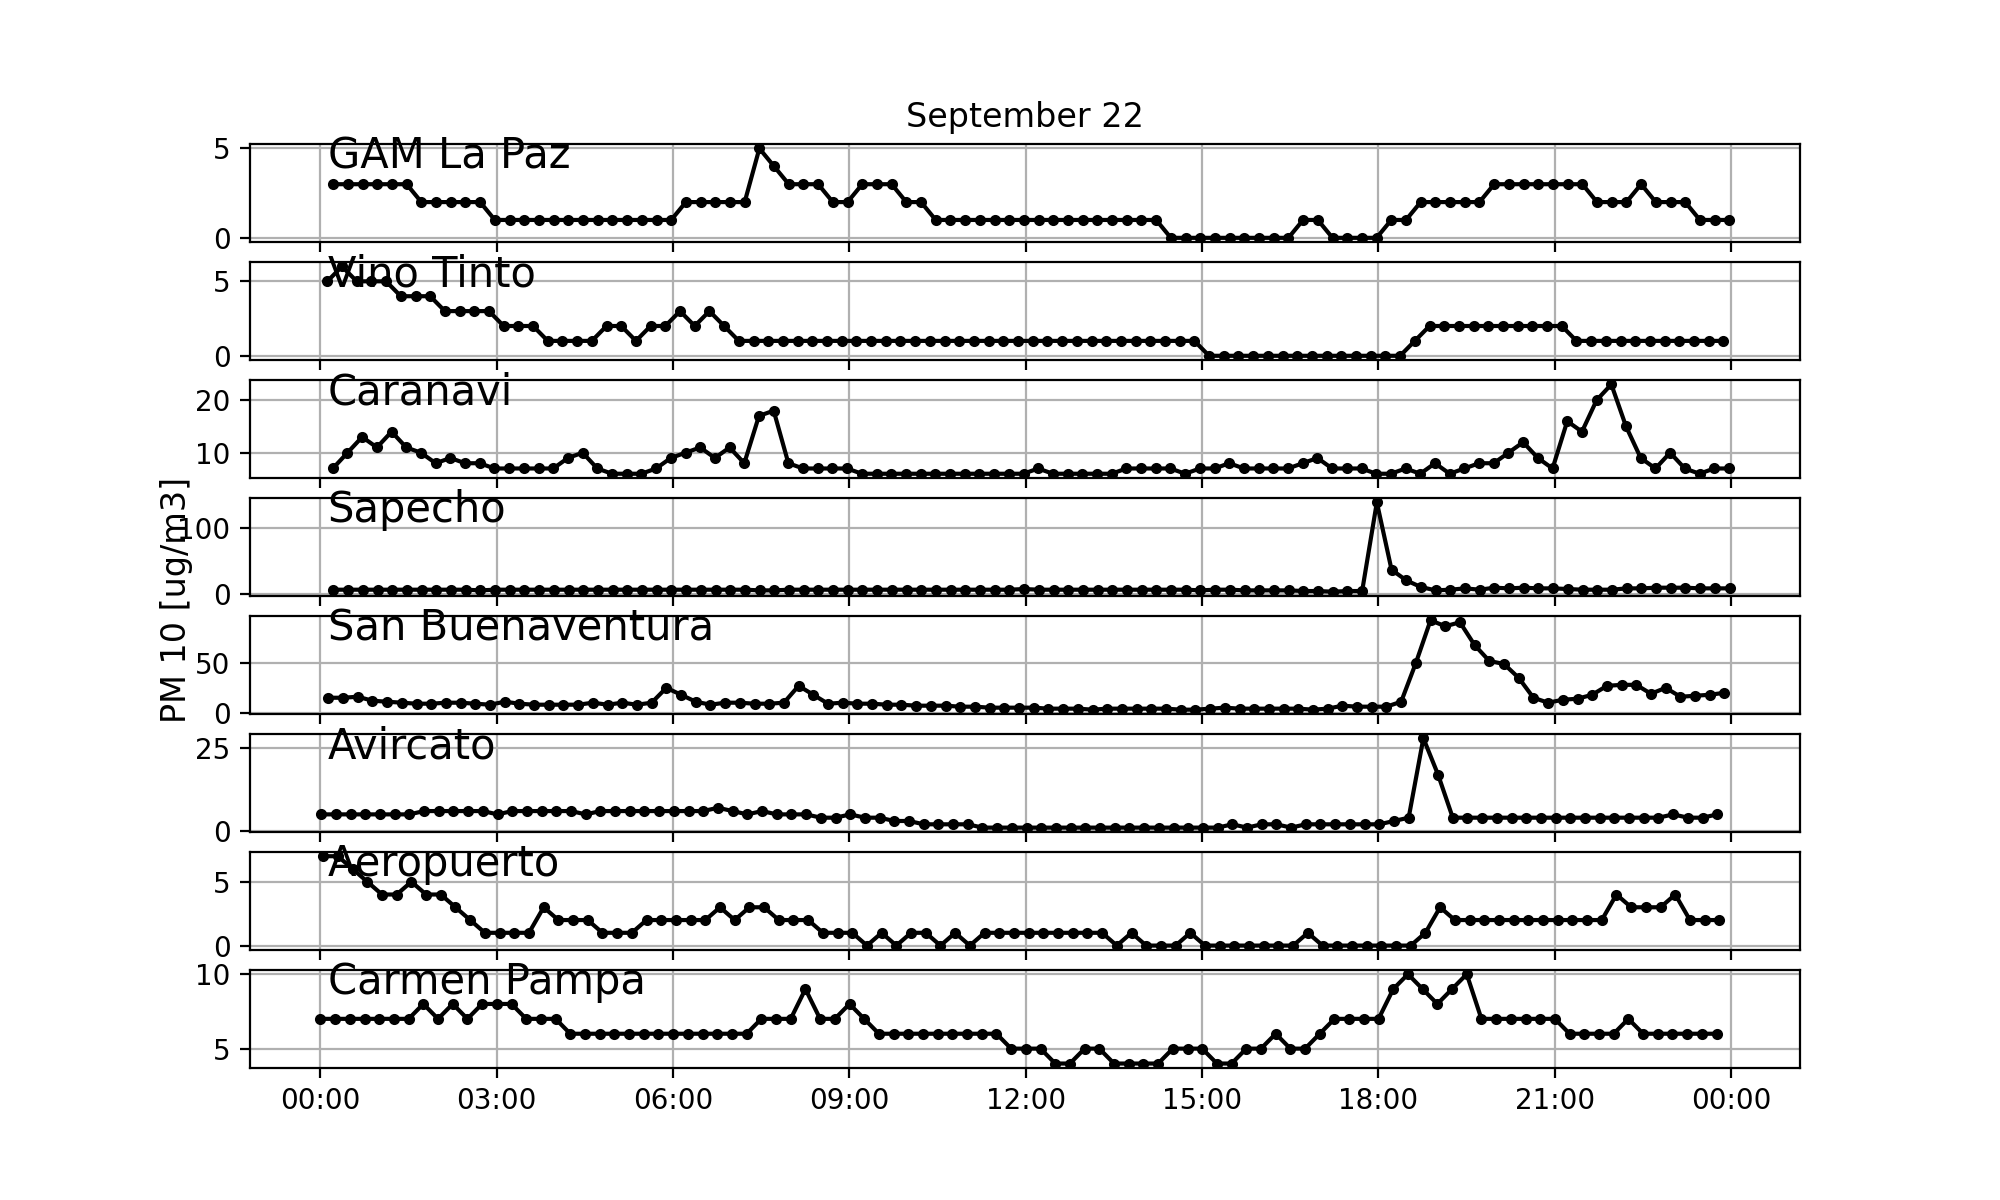 September 22
GAM La Paz
5
0
Vino Tinto
5
0
Caranavi
20
10
Sapecho
100
0
PM 10 [ug/m3]
San Buenaventura
50
0
Avircato
25
0
Aeropuerto
5
0
Carmen Pampa
10
5
00:00 03:00 06:00 09:00 12:00 15:00 18:00 21:00 00:00